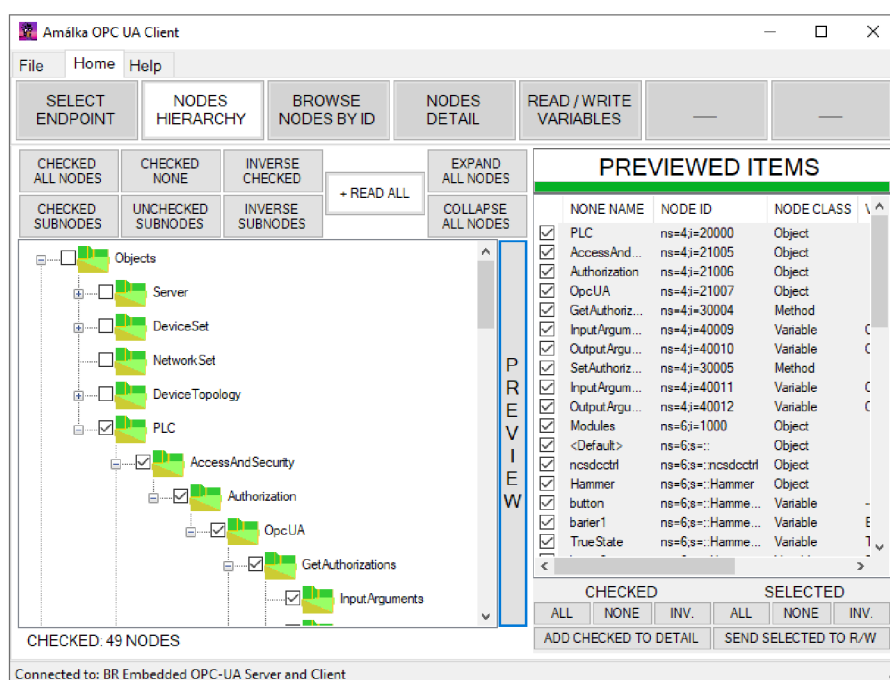 Amálka OPC UA Client
File Home Help
SELECT ENDPOINT
NODES HIERARCHY
BROWSE NODES BY ID
NODES DETAIL
READ / WRITE VARIABLES
CHECKED ALL NODES
CHECKED NONE
INVERSE CHECKED
+ READ ALL
EXPAND ALL NODES
CHECKED SUBNODES
UNCHECKED SUBNODES
INVERSE SUBNODES
COLLAPSE ALL NODES
Objects
Server
DeviceSet
NetworkSet
DeviceTopology
PLC
AccessAndSecurity
Authorization
OpcUA
GetAuthorizations
InputArguments
CHECKED: 49 NODES
PREVIEW
PREVIEWED ITEMS
NONE NAME NODE ID NODE CLASS
PLC ns=4;i=20000 Object
AccessAnd... ns=4;i=21005 Object
Authorization ns=4;i=21006 Object
OpcUA ns=4;i=21007 Object
GetAuthoriz... ns=4;i=30004 Method
InputArgum... ns=4;i=40009 Variable
OutputArgu... ns=4;i=40010 Variable
SetAuthoriz... ns=4;i=30005 Method
InputArgum... ns=4;i=40011 Variable
OutputArgu... ns=4;i=40012 Variable
Modules ns=6;i=1000 Object
<Default> ns=6;s=:: Object
ncsdcctrl ns=6;s=::ncsdcctrl Object
Hammer ns=6;s=::Hammer Object
button ns=6;s=::Hamme... Variable
barier1 ns=6;s=::Hamme... Variable
TrueState ns=6;s=::Hamme... Variable
CHECKED SELECTED
ALL NONE INV. ALL NONE INV.
ADD CHECKED TO DETAIL SEND SELECTED TO R/W
Connected to: BR Embedded OPC-UA Server and Client